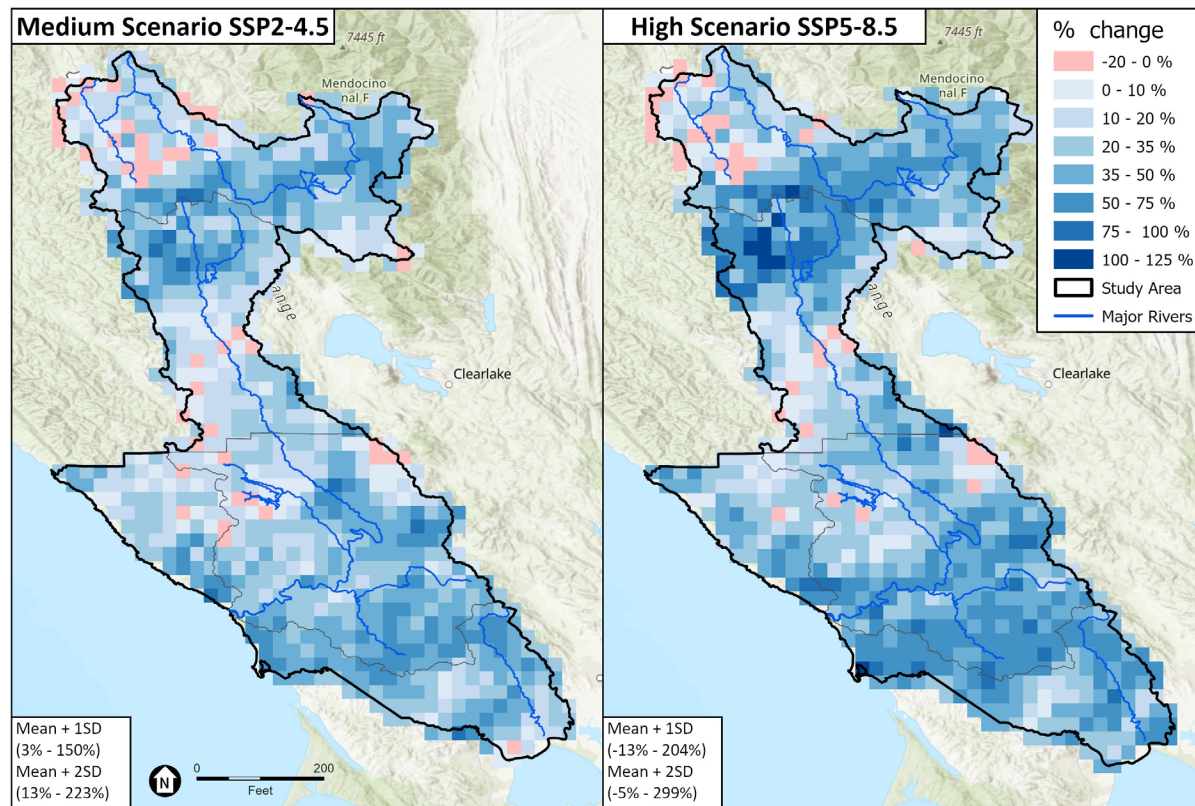 Medium Scenario SSP2-4.5
7445 ft
Mendocino
nal F
ange
Clearlake
Mean + 1SD
(3% - 150%)
Mean + 2SD
(13% - 223%)
N
0 200
Feet
High Scenario SSP5-8.5
7445 ft
Mendocino
nal F
ange
Clearlake
Mean + 1SD
(-13% - 204%)
Mean + 2SD
(-5% - 299%)
% change
-20 - 0 %
0 - 10 %
10 - 20 %
20 - 35 %
35 - 50 %
50 - 75 %
75 - 100 %
100 - 125 %
Study Area
Major Rivers